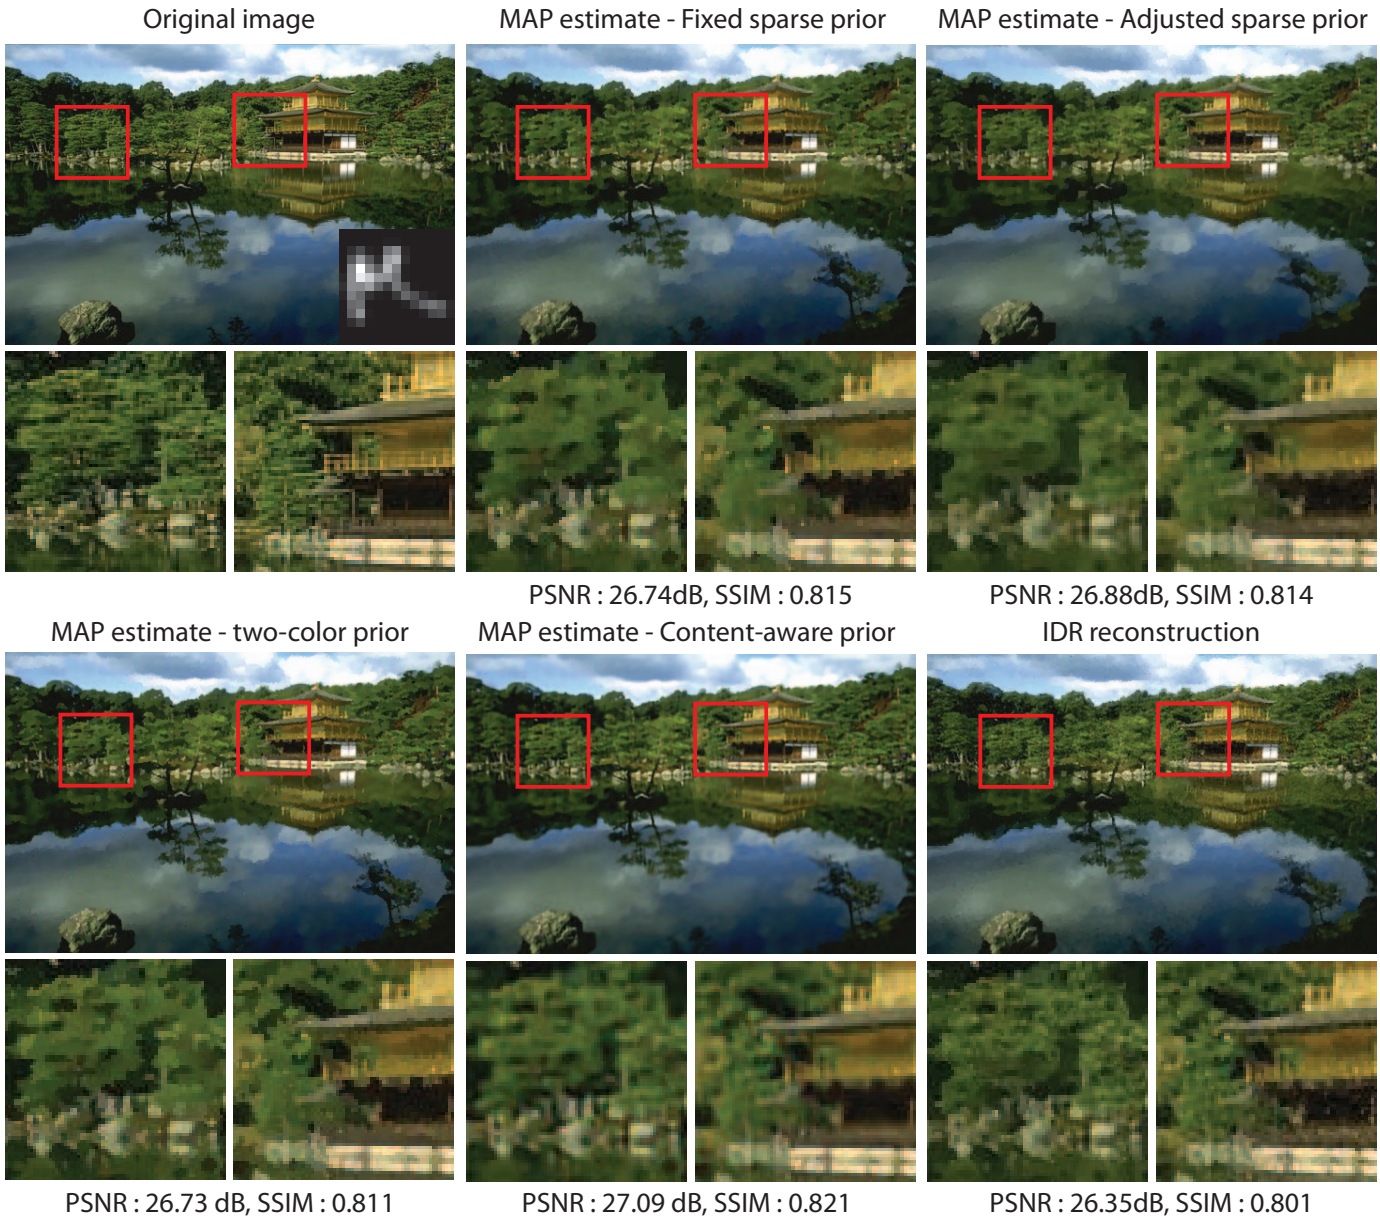 Original image
MAP estimate - Fixed sparse prior
MAP estimate - Adjusted sparse prior
PSNR : 26.74dB, SSIM : 0.815
PSNR : 26.88dB, SSIM : 0.814
MAP estimate - two-color prior
MAP estimate - Content-aware prior
IDR reconstruction
PSNR : 26.73 dB, SSIM : 0.811
PSNR : 27.09 dB, SSIM : 0.821
PSNR : 26.35dB, SSIM : 0.801